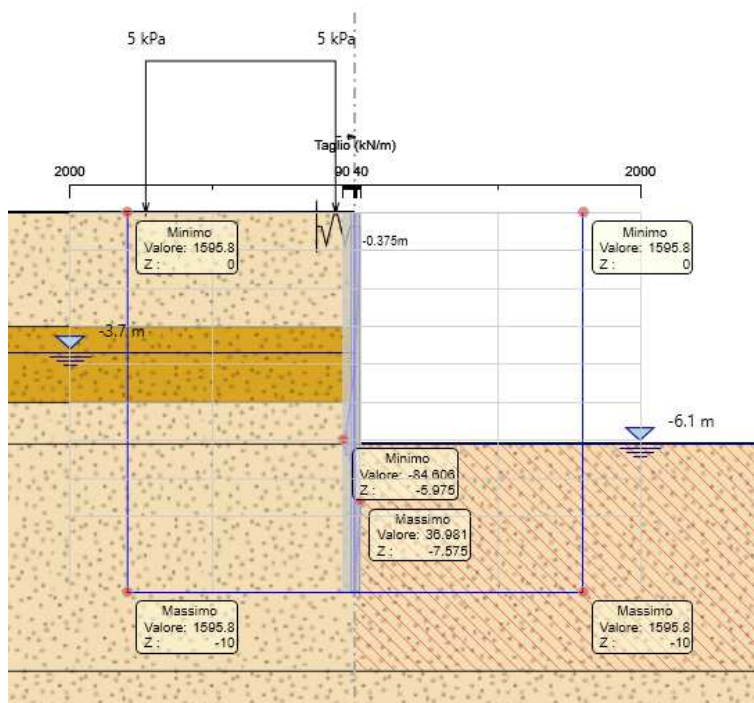 5 kPa
5 kPa
Taglio (kN/m)
2000
90 40
2000
Minimo
Valore: 1595.8
Z : 0
-0.375m
Minimo
Valore: 1595.8
Z : 0
-3.7 m
-6.1 m
Minimo
Valore: -84.606
Z : -5.975
Massimo
Valore: 36.981
Z : -7.575
Massimo
Valore: 1595.8
Z : -10
Massimo
Valore: 1595.8
Z : -10